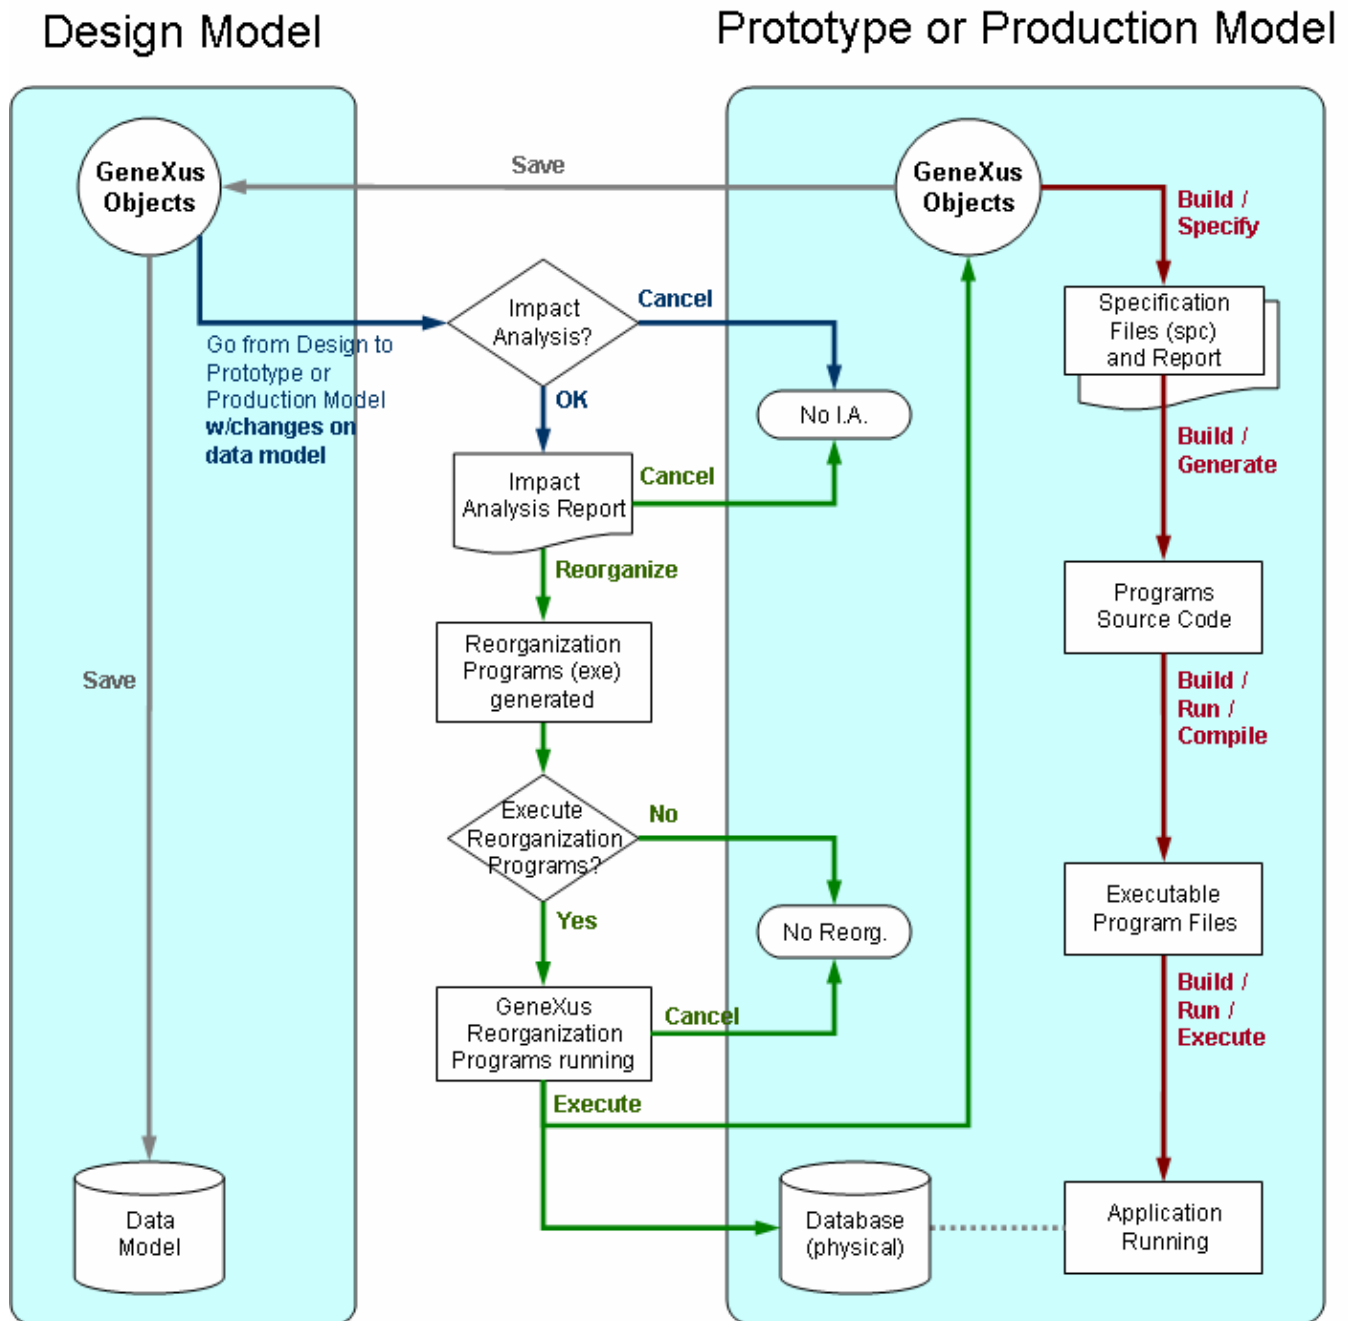 Design Model
Prototype or Production Model
GeneXus
Objects
Save
GeneXus
Objects
Build /
Specify
Impact
Analysis?
Cancel
Specification
Files (spc)
and Report
Go from Design to
Prototype or
Production Model
w/changes on
data model
OK
No I.A.
Build /
Generate
Impact
Analysis Report
Cancel
Reorganize
Programs
Source Code
Reorganization
Programs (exe)
generated
Save
Build /
Run /
Compile
Execute
Reorganization
Programs?
No
Executable
Program Files
Yes
No Reorg.
GeneXus
Reorganization
Programs running
Cancel
Build /
Run /
Execute
Execute
Data
Model
Database
(physical)
Application
Running